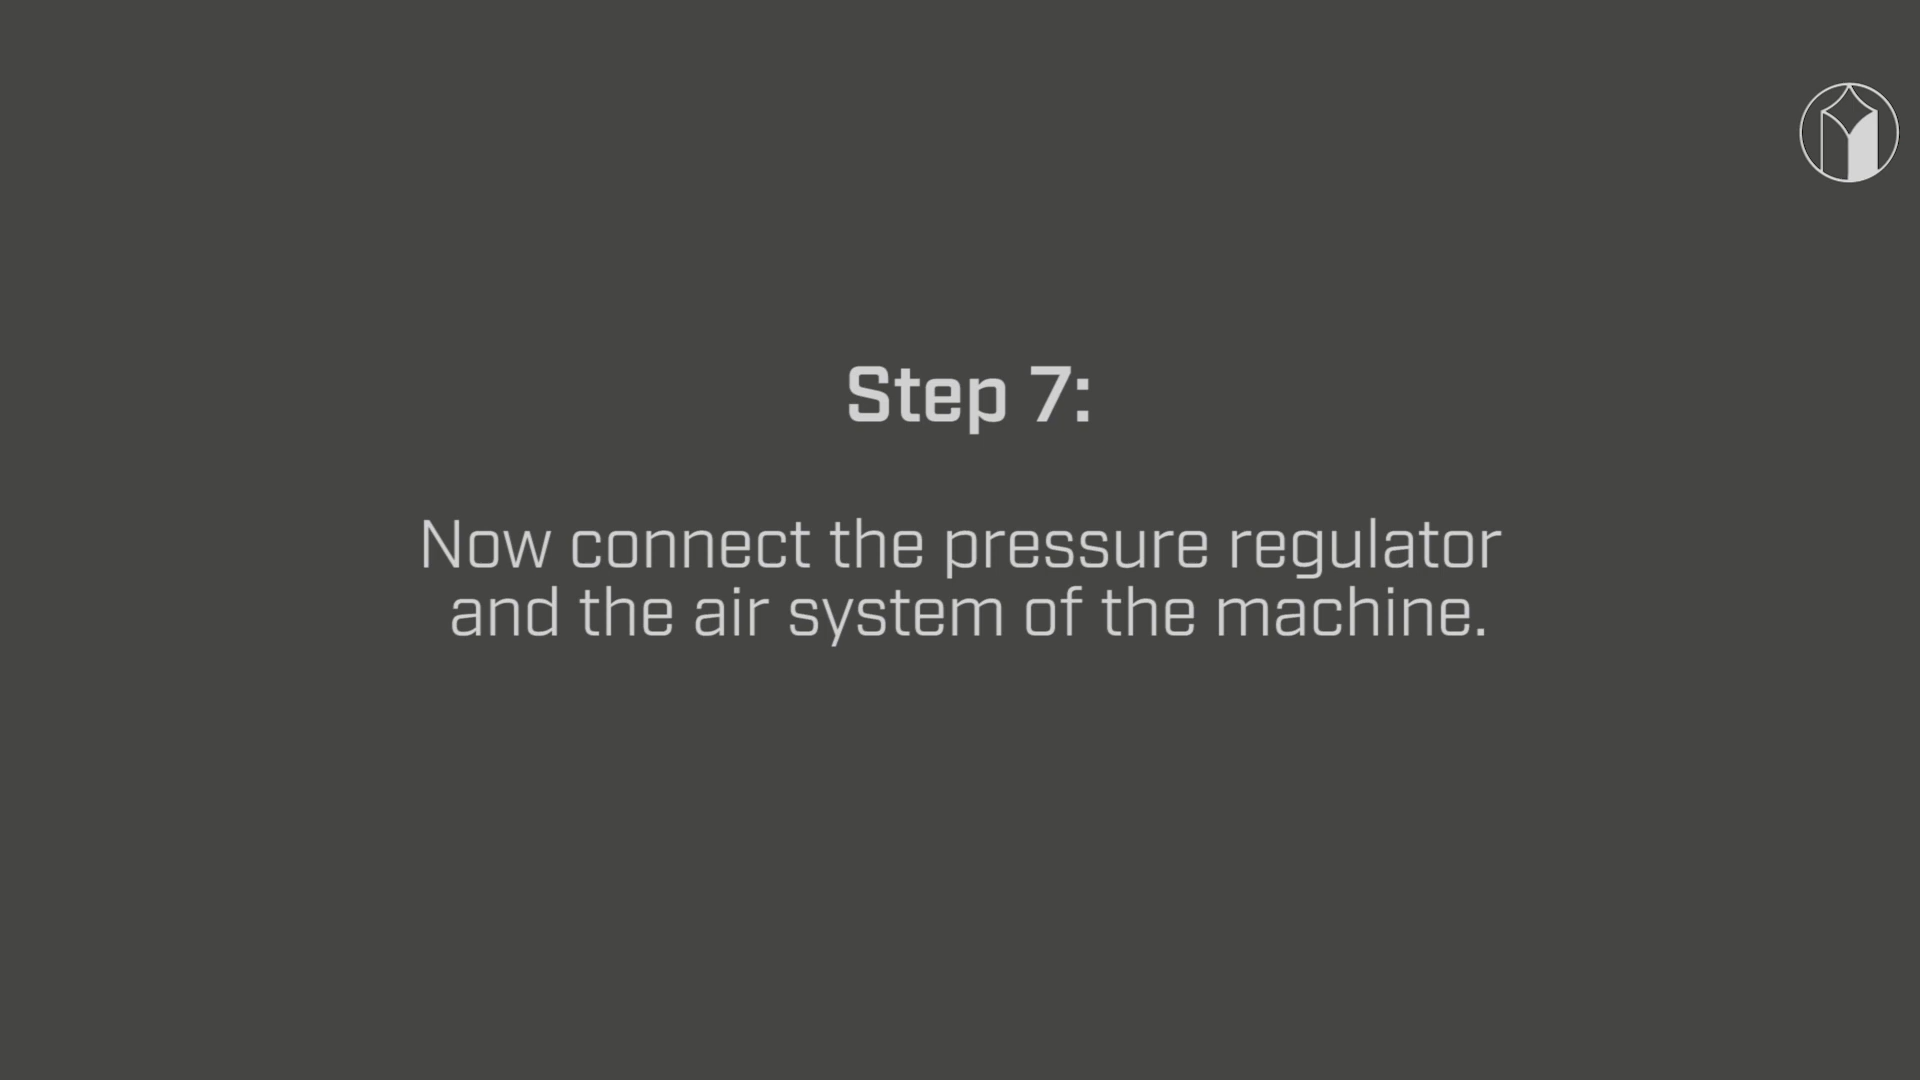 Step 7:
Now connect the pressure regulator
and the air system of the machine.